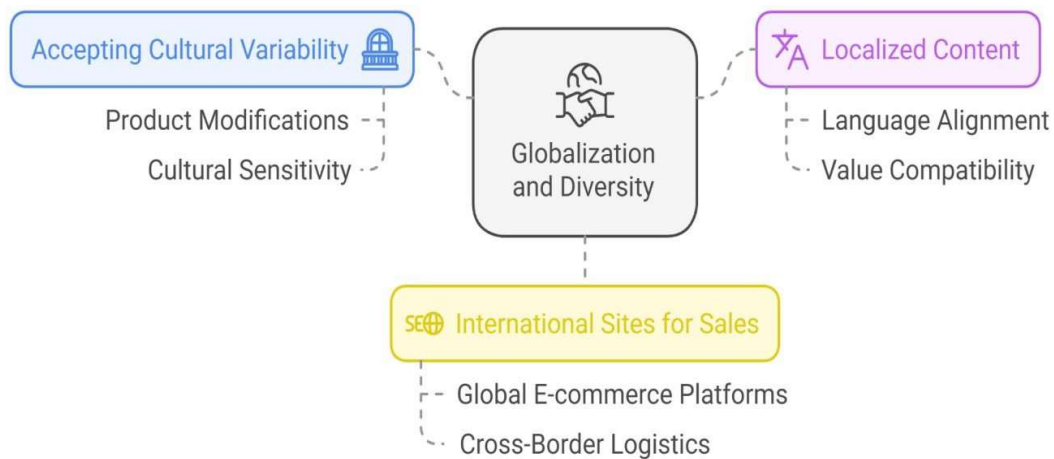 Accepting Cultural Variability
Product Modifications
Cultural Sensitivity
Globalization
and Diversity
Localized Content
Language Alignment
Value Compatibility
SEO International Sites for Sales
Global E-commerce Platforms
Cross-Border Logistics